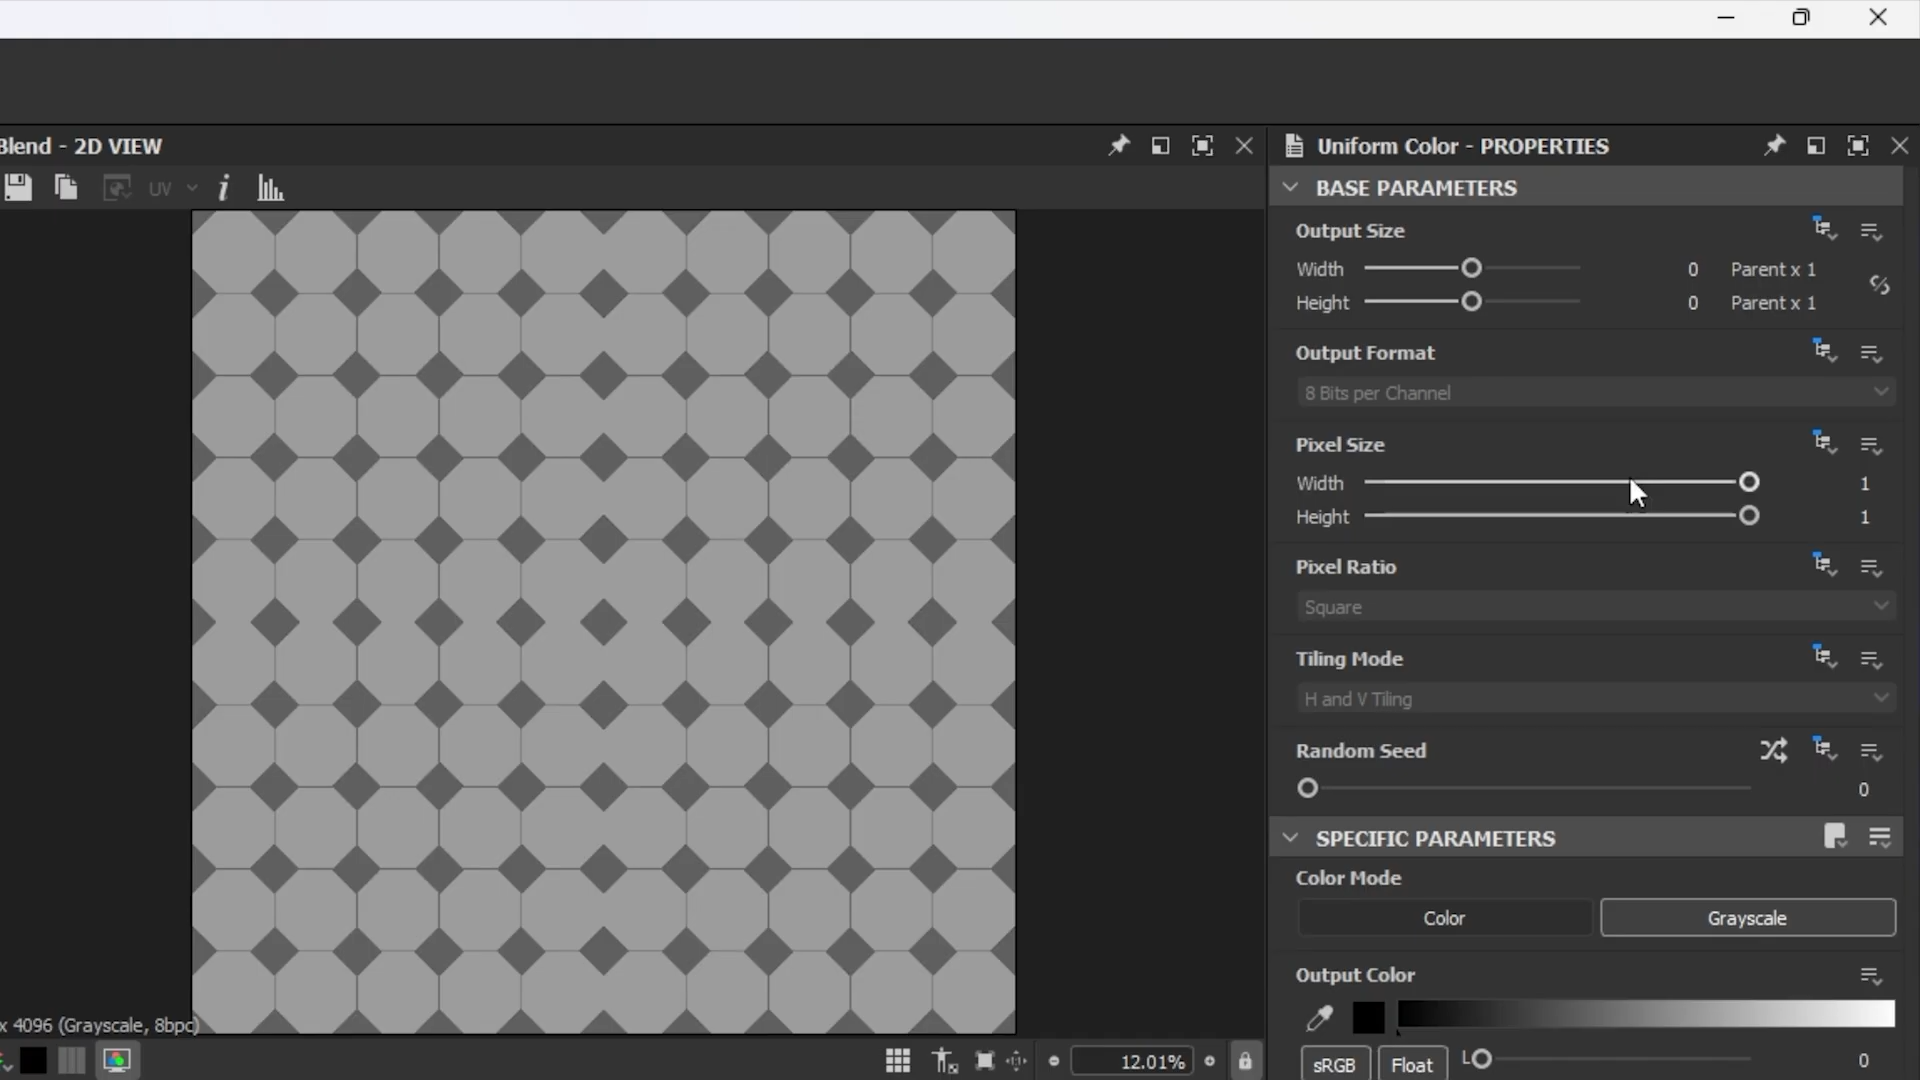 Blend - 2D VIEW
UV
x 4096 (Grayscale, 8bpc)
12.01%
Uniform Color - PROPERTIES
BASE PARAMETERS
Output Size
Width 0 Parent x 1
Height 0 Parent x 1
Output Format
8 Bits per Channel
Pixel Size
Width 1
Height 1
Pixel Ratio
Square
Tiling Mode
H and V Tiling
Random Seed
0
SPECIFIC PARAMETERS
Color Mode
Color Grayscale
Output Color
sRGB Float L 0